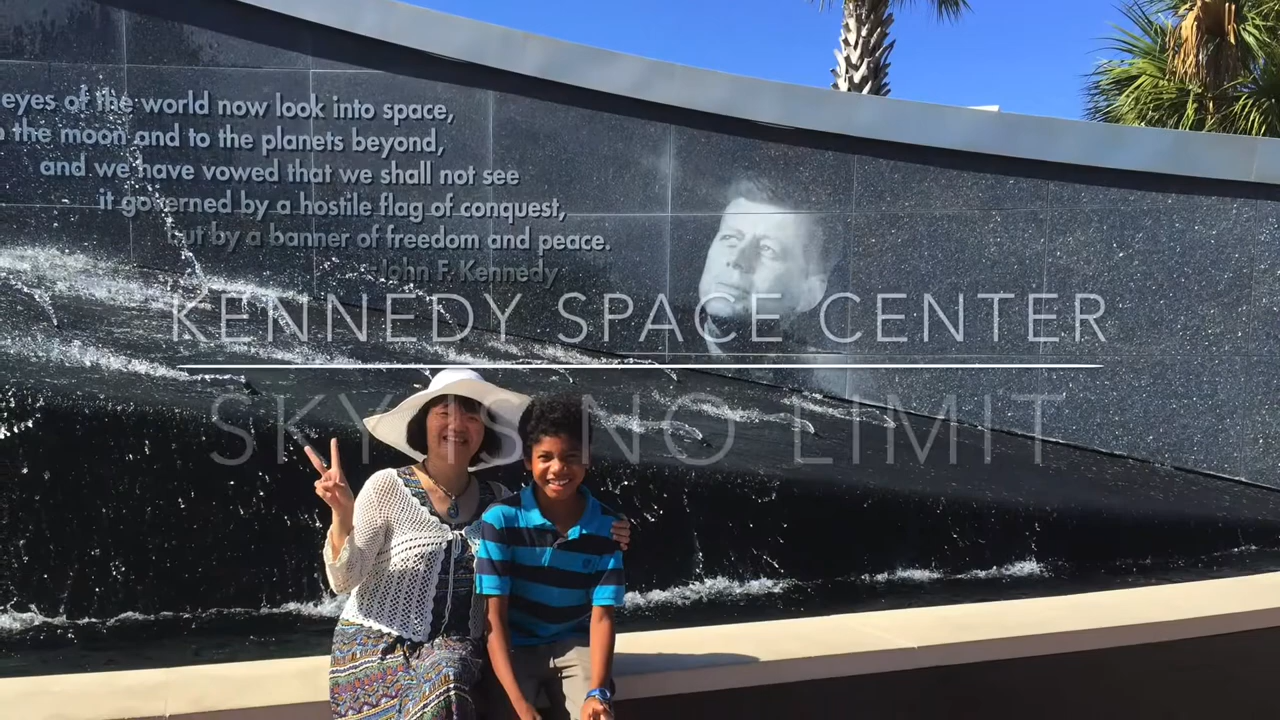 eyes of the world now look into space,
the moon and to the planets beyond,
and we have vowed that we shall not see
it governed by a hostile flag of conquest,
but by a banner of freedom and peace.
-John F. Kennedy
KENNEDY SPACE CENTER
SKY IS NO LIMIT